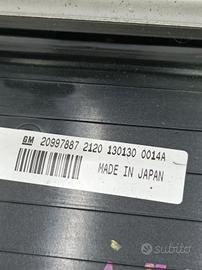 GM 20997887 2120 130130 0014A
MADE IN JAPAN
subito